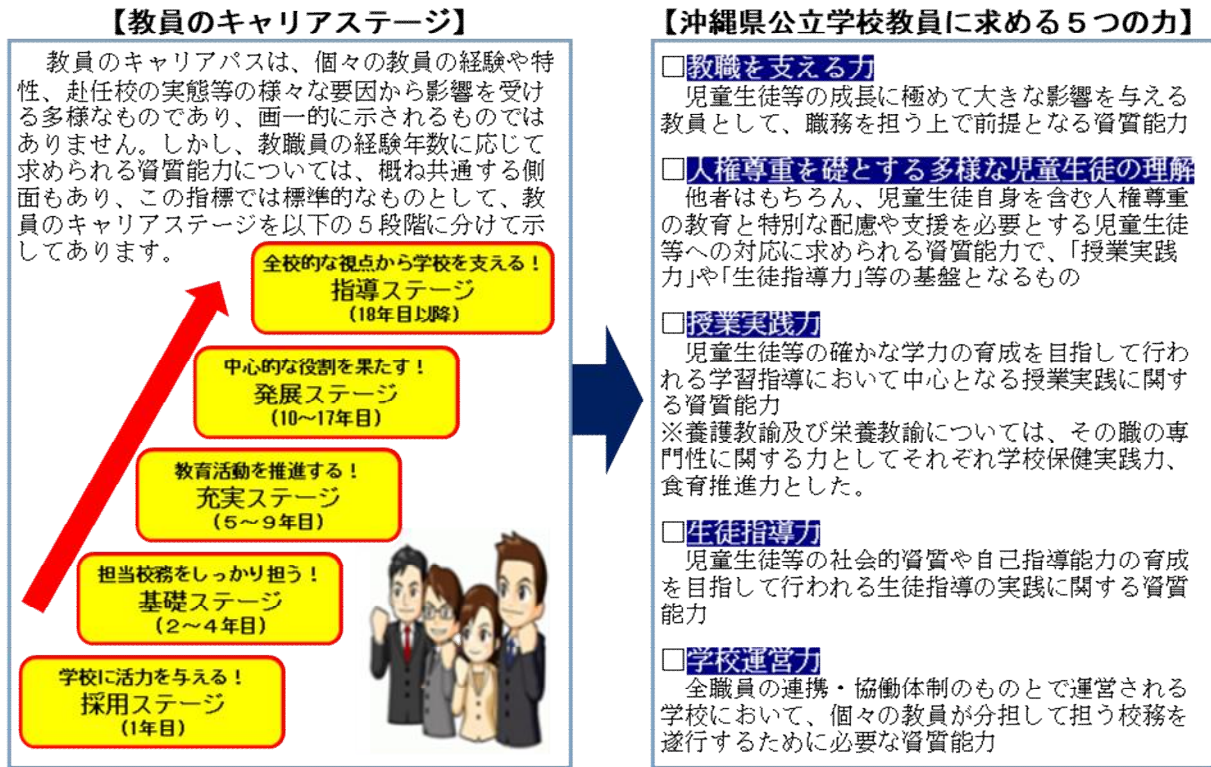 【教員のキャリアステージ】
教員のキャリアパスは、個々の教員の経験や特
性、赴任校の実態等の様々な要因から影響を受け
る多様なものであり、画一的に示されるものでは
ありません。しかし、教職員の経験年数に応じて
求められる資質能力については、概ね共通する側
面もあり、この指標では標準的なものとして、教
員のキャリアステージを以下の５段階に分けて示
してあります。
全校的な視点から学校を支える！
指導ステージ
(18年目以降)
中心的な役割を果たす！
発展ステージ
(10～17年目)
教育活動を推進する！
充実ステージ
(５～９年目)
担当校務をしっかり担う！
基礎ステージ
(２～４年目)
学校に活力を与える！
採用ステージ
(1年目)
【沖縄県公立学校教員に求める５つの力】
□教職を支える力
児童生徒等の成長に極めて大きな影響を与える
教員として、職務を担う上で前提となる資質能力
□人権尊重を礎とする多様な児童生徒の理解
他者はもちろん、児童生徒自身を含む人権尊重
の教育と特別な配慮や支援を必要とする児童生徒
等への対応に求められる資質能力で、「授業実践
力」や「生徒指導力」等の基盤となるもの
□授業実践力
児童生徒等の確かな学力の育成を目指して行わ
れる学習指導において中心となる授業実践に関す
る資質能力
※養護教諭及び栄養教諭については、その職の専
門性に関する力としてそれぞれ学校保健実践力、
食育推進力とした。
□生徒指導力
児童生徒等の社会的資質や自己指導能力の育成
を目指して行われる生徒指導の実践に関する資質
能力
□学校運営力
全職員の連携・協働体制のものとで運営される
学校において、個々の教員が分担して担う校務を
遂行するために必要な資質能力